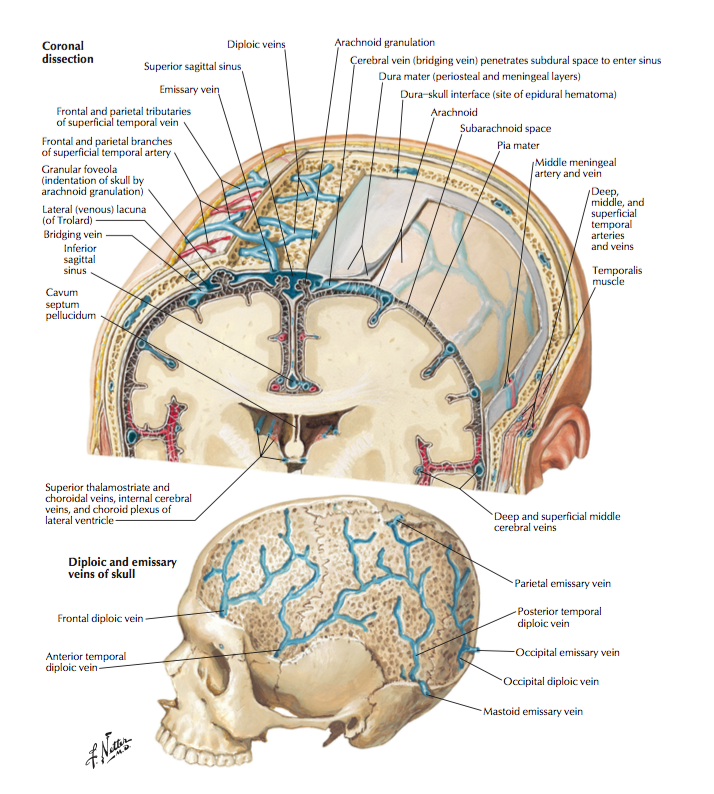 Coronal
dissection
Diploic veins
Superior sagittal sinus
Emissary vein
Frontal and parietal tributaries
of superficial temporal vein
Frontal and parietal branches
of superficial temporal artery
Granular foveola
(indentation of skull by
arachnoid granulation)
Lateral (venous) lacuna
(of Trolard)
Bridging vein
Inferior
sagittal
sinus
Cavum
septum
pellucidum
Arachnoid granulation
Cerebral vein (bridging vein) penetrates subdural space to enter sinus
Dura mater (periosteal and meningeal layers)
Dura–skull interface (site of epidural hematoma)
Arachnoid
Subarachnoid space
Pia mater
Middle meningeal
artery and vein
Deep,
middle, and
superficial
temporal
arteries
and veins
Temporalis
muscle
Superior thalamostriate and
choroidal veins, internal cerebral
veins, and choroid plexus of
lateral ventricle
Deep and superficial middle
cerebral veins
Diploic and emissary
veins of skull
Frontal diploic vein
Anterior temporal
diploic vein
Parietal emissary vein
Posterior temporal
diploic vein
Occipital emissary vein
Occipital diploic vein
Mastoid emissary vein
F. Netter
M.D.